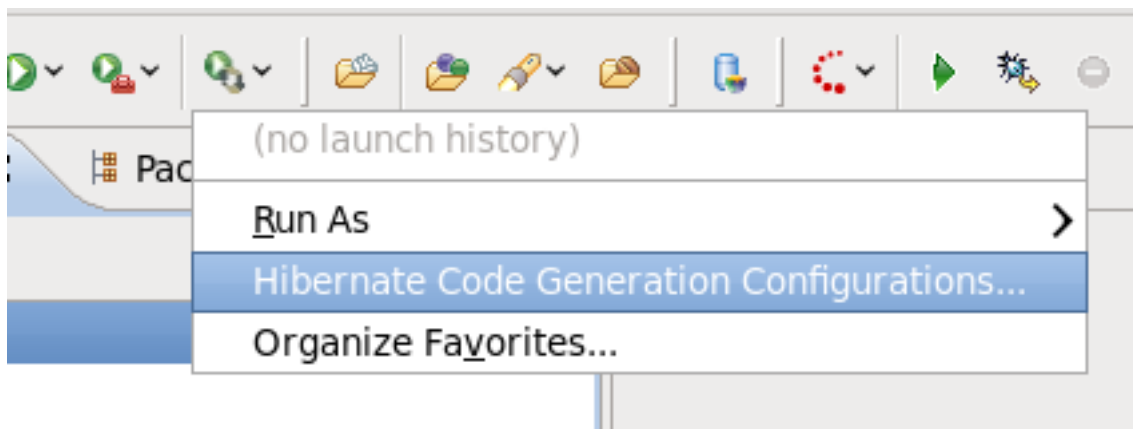 (no launch history)
Pac
Run As
Hibernate Code Generation Configurations...
Organize Favorites...